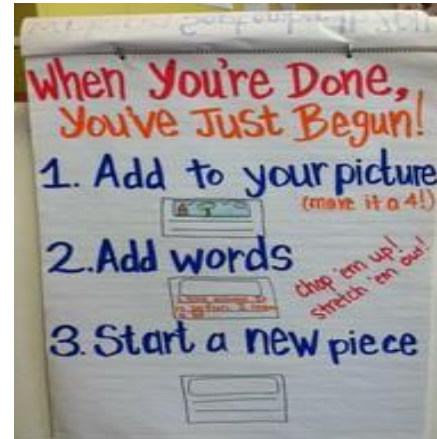 When You're Done,
You've Just Begun!
1. Add to your picture
(make it a 4!)
2. Add words
chop 'em up!
stretch 'em out!
3. Start a new piece